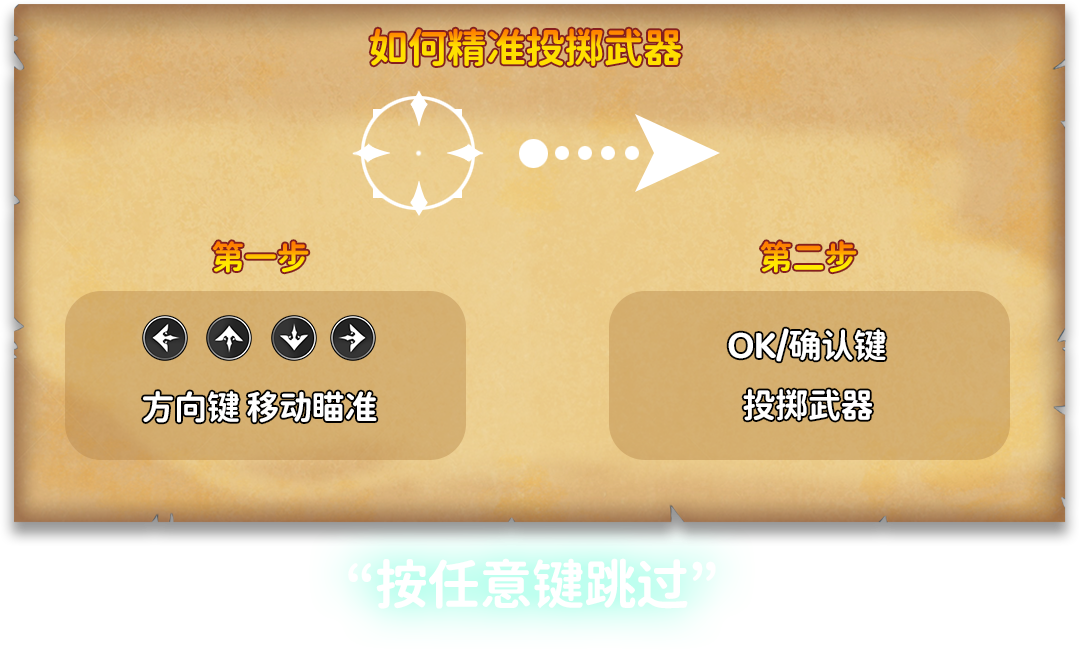 如何精准投掷武器
第一步
方向键 移动瞄准
第二步
OK/确认键
投掷武器
“按任意键跳过”